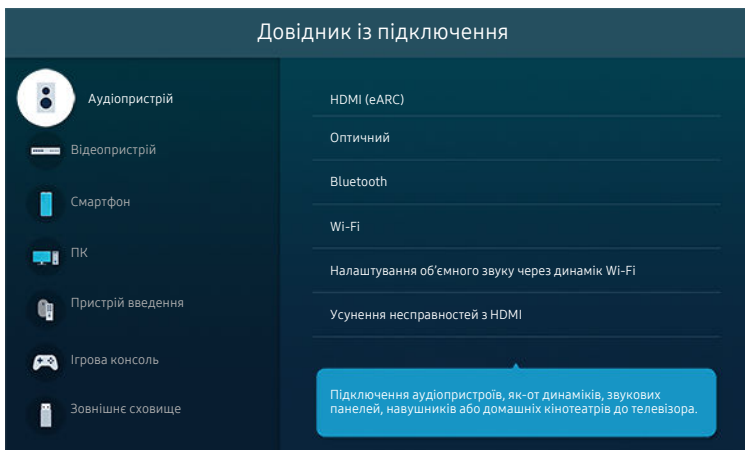 Довідник із підключення
Аудіопристрій
Відеопристрій
Смартфон
ПК
Пристрій введення
Ігрова консоль
Зовнішнє сховище
HDMI (eARC)
Оптичний
Bluetooth
Wi-Fi
Налаштування об'ємного звуку через динамік Wi-Fi
Усунення несправностей з HDMI
Підключення аудіопристроїв, як-от динаміків, звукових
панелей, навушників або домашніх кінотеатрів до телевізора.